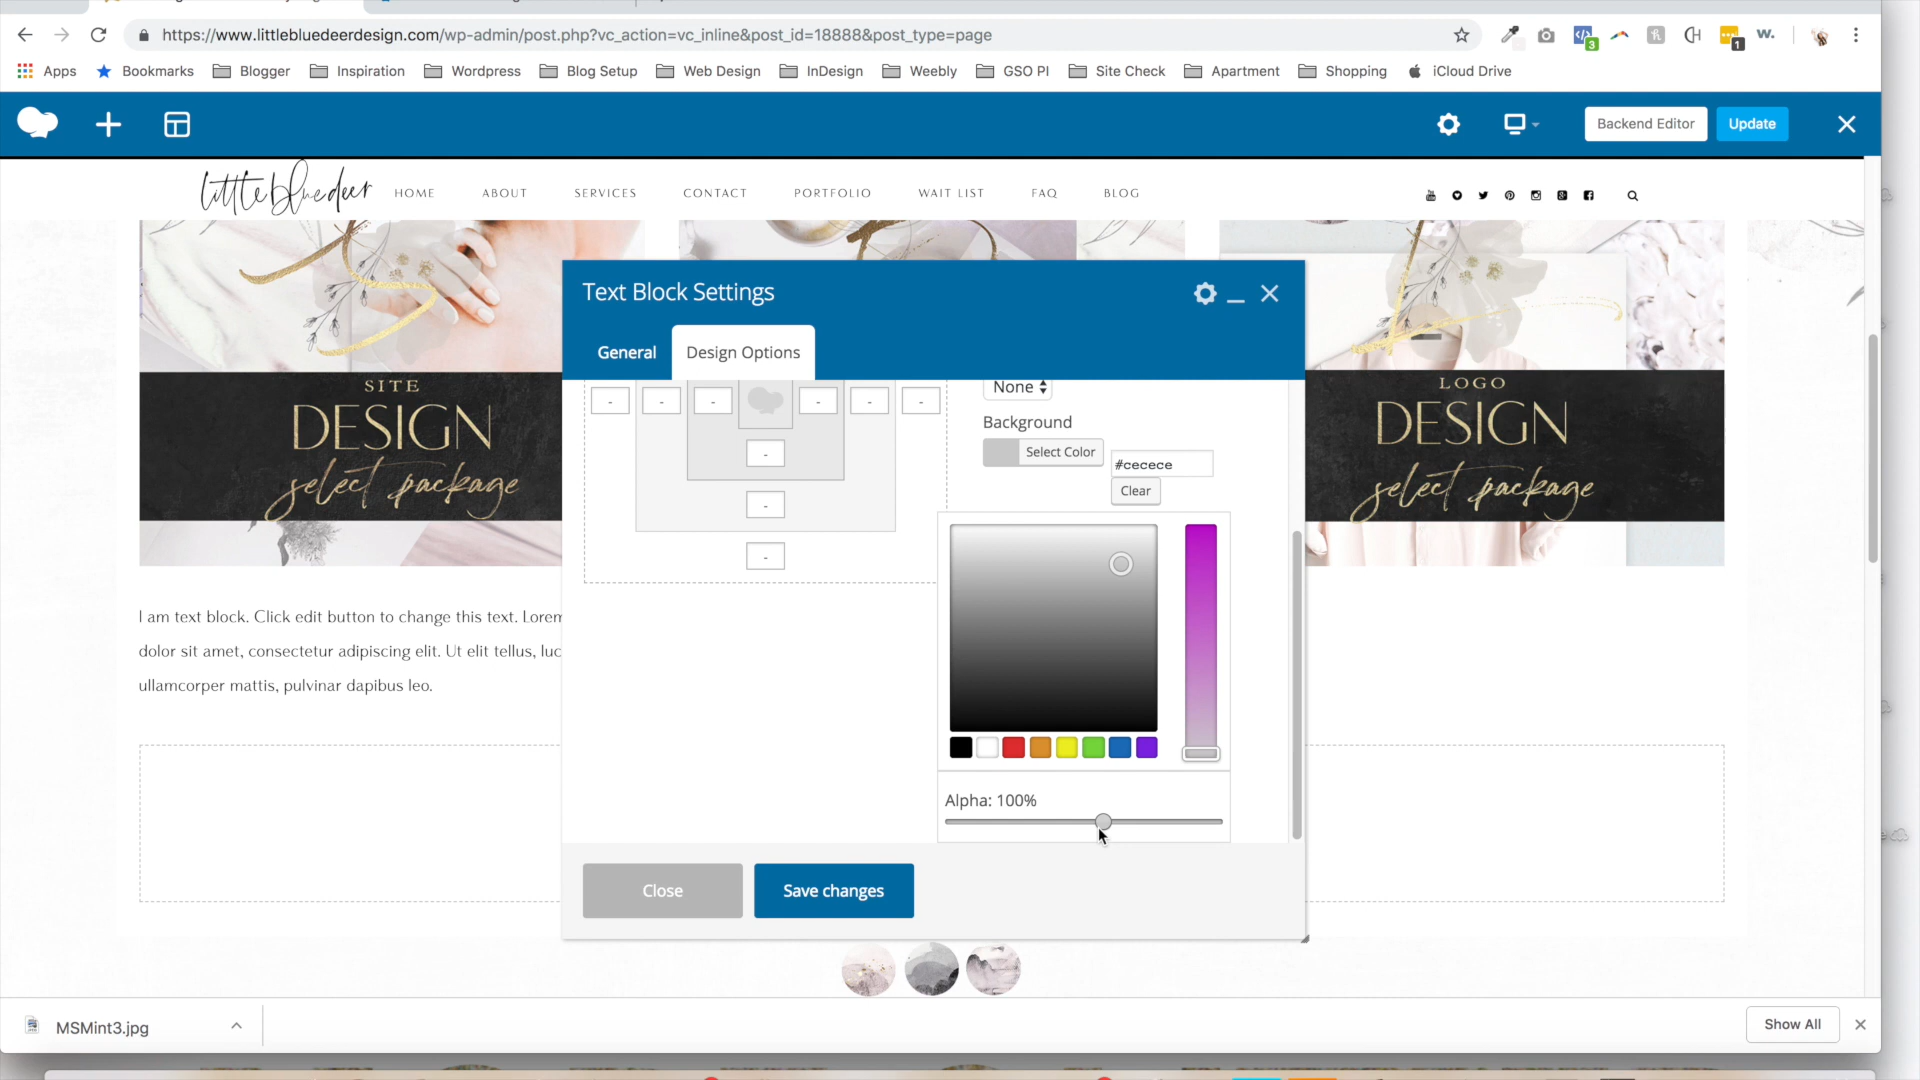 https://www.littlebluedeerdesign.com/wp-admin/post.php?vc_action=vc_inline&post_id=18888&post_type=page
3
1
w.
Apps Bookmarks Blogger Inspiration Wordpress Blog Setup Web Design InDesign Weebly GSO PI Site Check Apartment Shopping iCloud Drive
Backend Editor Update
littlebluedeer HOME ABOUT SERVICES CONTACT PORTFOLIO WAIT LIST FAQ BLOG
Text Block Settings
General Design Options
None
Background
Select Color
#cecece
Clear
Alpha: 100%
Close Save changes
SITE
DESIGN
select package
LOGO
DESIGN
select package
I am text block. Click edit button to change this text. Lorem
dolor sit amet, consectetur adipiscing elit. Ut elit tellus, luc
ullamcorper mattis, pulvinar dapibus leo.
MSMint3.jpg
Show All